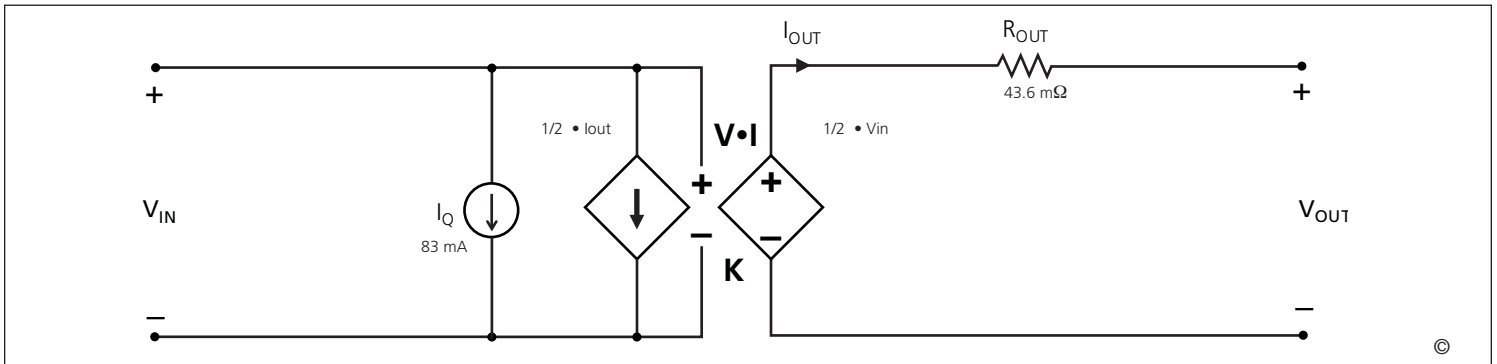 I_OUT
R_OUT
43.6 mΩ
+
+
1/2 • Iout
V•I
1/2 • Vin
+
+
V_IN
I_Q
83 mA
V_OUT
–
–
K
–
–
©